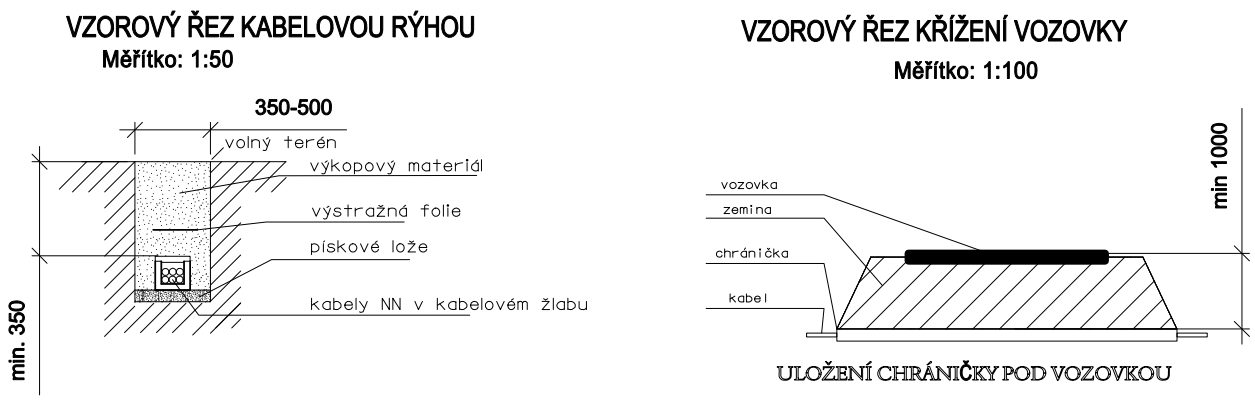 VZOROVÝ ŘEZ KABELOVOU RÝHOU
Měřítko: 1:50
350-500
volný terén
výkopový materiál
výstražná folie
pískové lože
kabely NN v kabelovém žlabu
min. 350
VZOROVÝ ŘEZ KŘÍŽENÍ VOZOVKY
Měřítko: 1:100
min 1000
vozovka
zemina
chránička
kabel
ULOŽENÍ CHRÁNIČKY POD VOZOVKOU